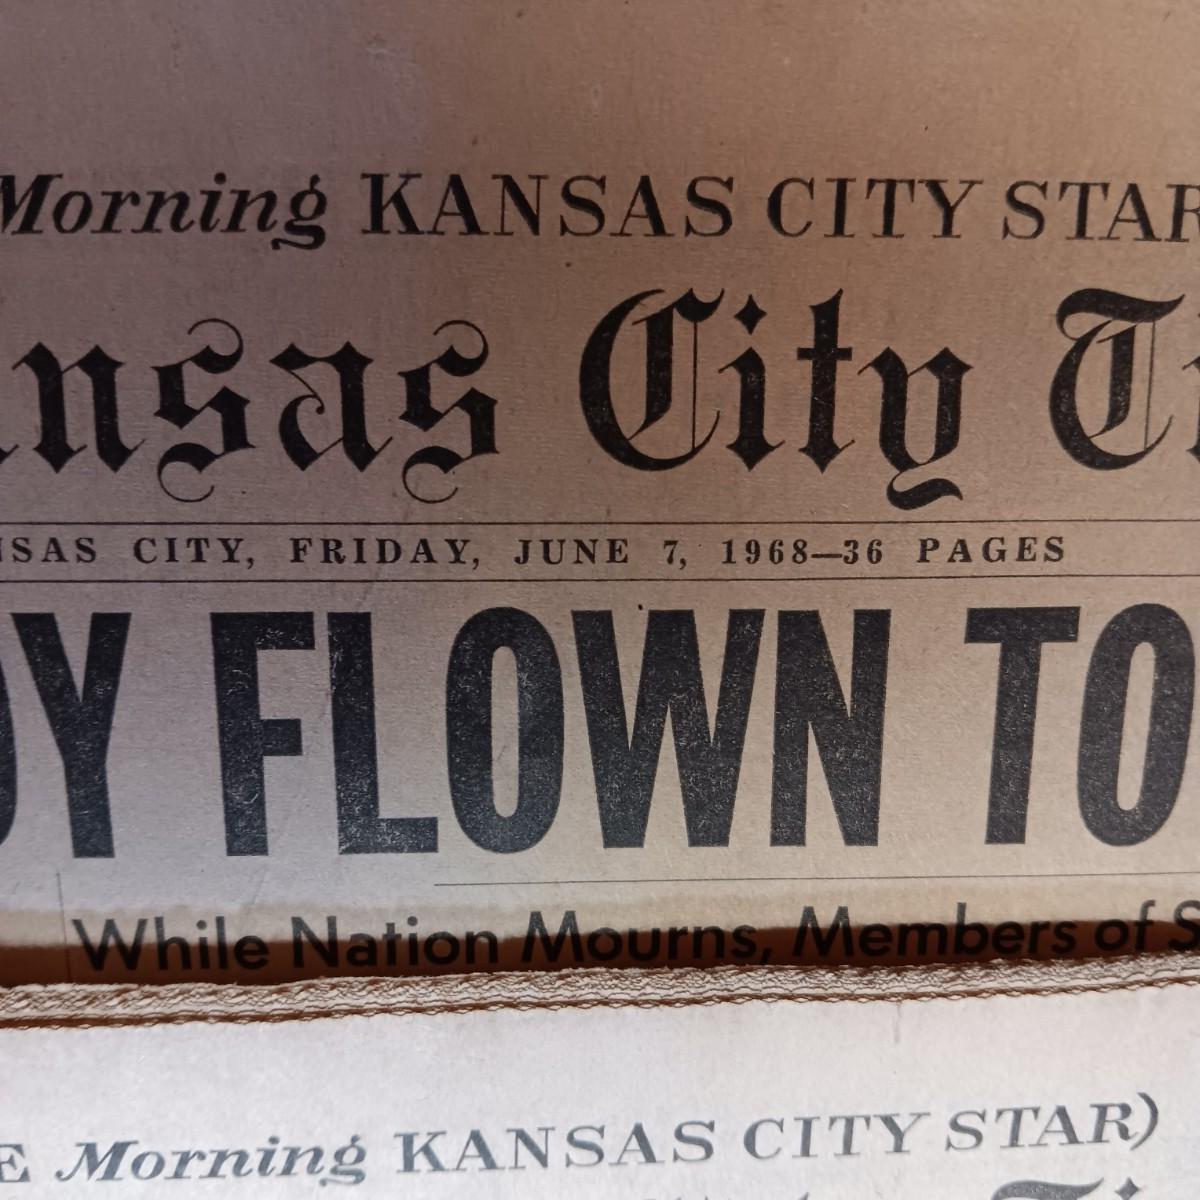 Morning KANSAS CITY STAR
nsas City Ti
NSAS CITY, FRIDAY, JUNE 7, 1968—36 PAGES
DY FLOWN TO
While Nation Mourns, Members of S
E Morning KANSAS CITY STAR)